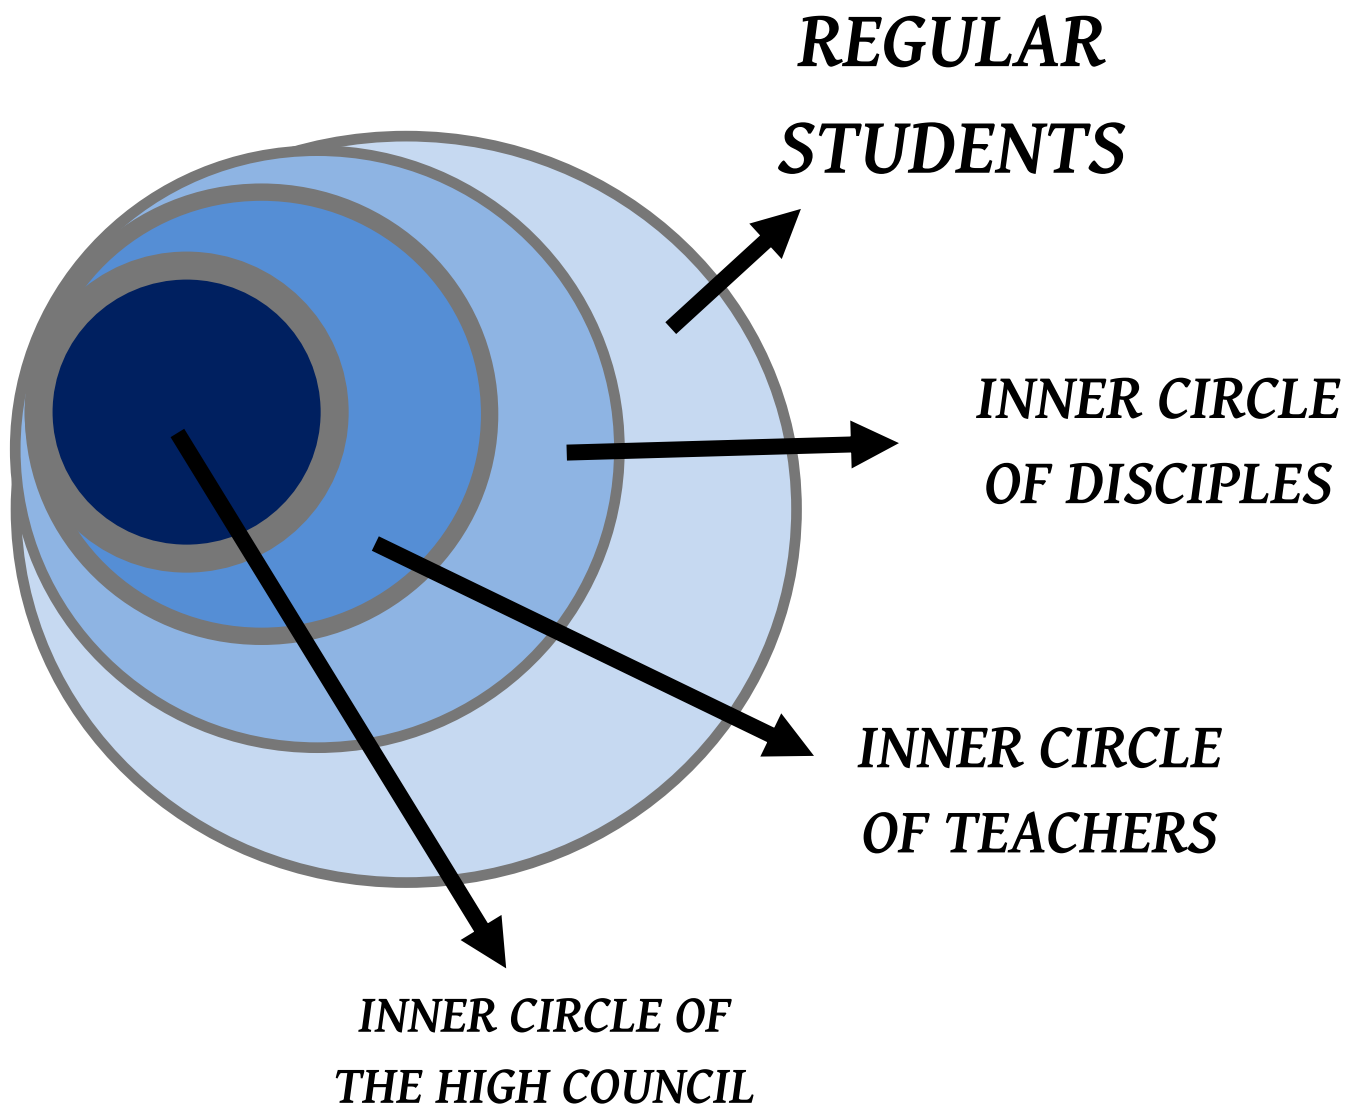 REGULAR
STUDENTS
INNER CIRCLE
OF DISCIPLES
INNER CIRCLE
OF TEACHERS
INNER CIRCLE OF
THE HIGH COUNCIL